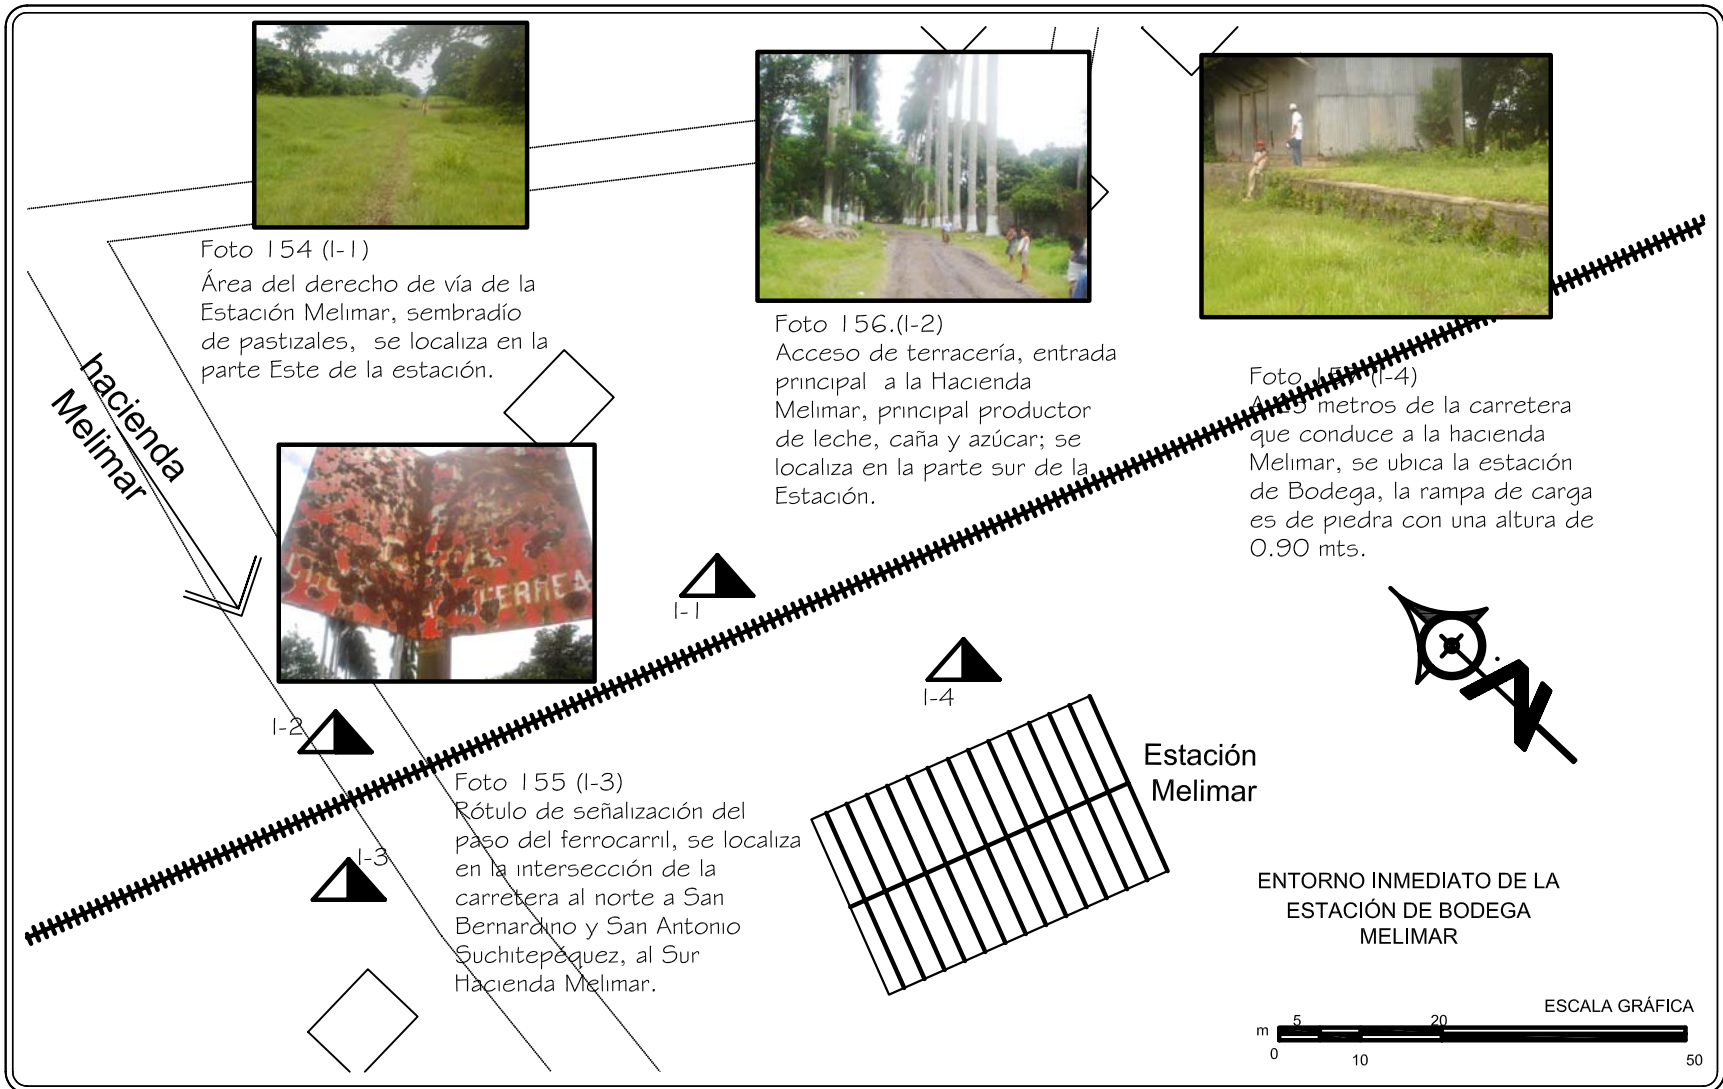 Foto 154 (I-1)
Área del derecho de vía de la
Estación Melimar, sembradío
de pastizales, se localiza en la
parte Este de la estación.
Foto 156.(I-2)
Acceso de terracería, entrada
principal a la Hacienda
Melimar, principal productor
de leche, caña y azúcar; se
localiza en la parte sur de la
Estación.
Foto (I-4)
metros de la carretera
que conduce a la hacienda
Melimar, se ubica la estación
de Bodega, la rampa de carga
es de piedra con una altura de
0.90 mts.
hacienda
Melimar
I-1
I-4
I-2
I-3
Foto 155 (I-3)
Rótulo de señalización del
paso del ferrocarril, se localiza
en la intersección de la
carretera al norte a San
Bernardino y San Antonio
Suchitepéquez, al Sur
Hacienda Melimar.
Estación
Melimar
N
ENTORNO INMEDIATO DE LA
ESTACIÓN DE BODEGA
MELIMAR
ESCALA GRÁFICA
m 5 20
0 10 50